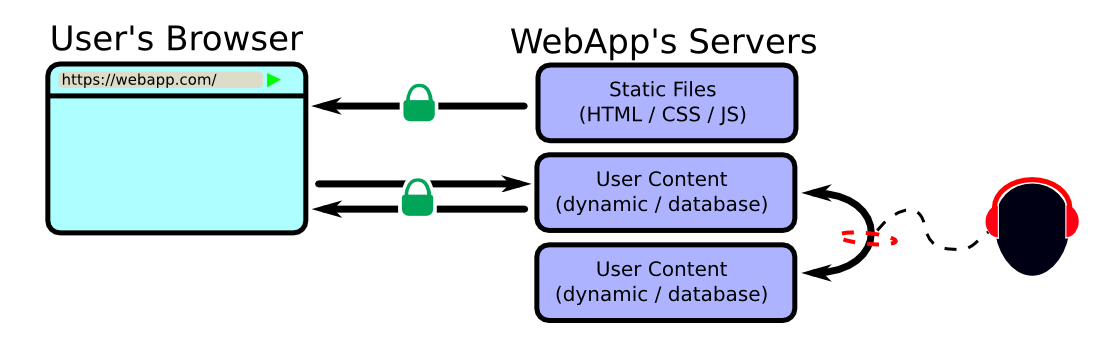 User's Browser
https://webapp.com/
WebApp's Servers
Static Files
(HTML / CSS / JS)
User Content
(dynamic / database)
User Content
(dynamic / database)